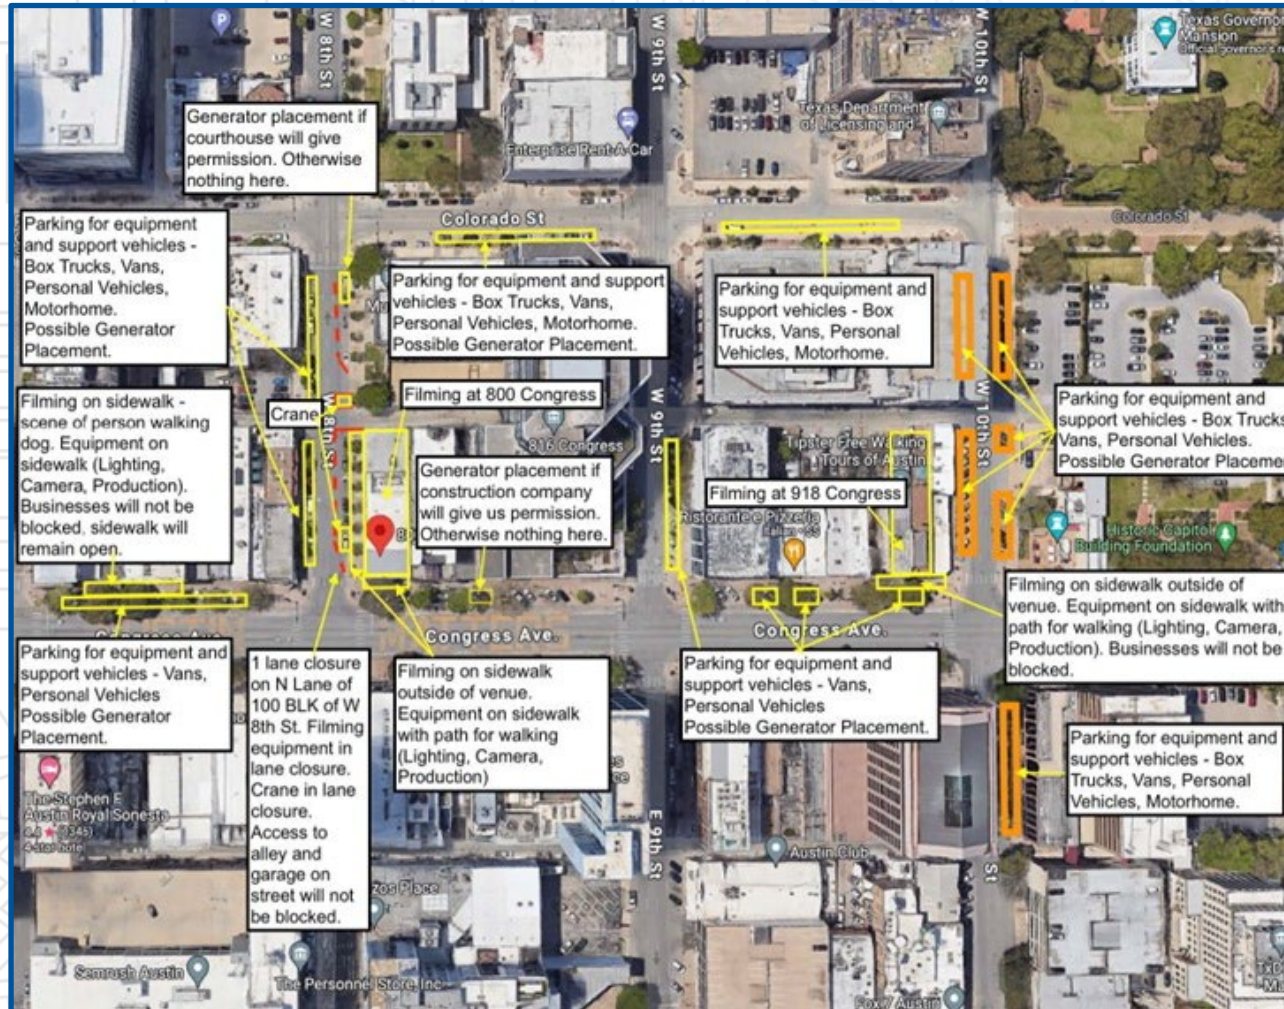 W 8th St
W 9th St
W 10th St
Texas Governor
Mansion
Official governor's
Generator placement if
courthouse will give
permission. Otherwise
nothing here.
Enterprise Rent-A-Car
Texas Department
of Licensing and
Colorado St
Colorado St
Parking for equipment
and support vehicles -
Box Trucks, Vans,
Personal Vehicles,
Motorhome.
Possible Generator
Placement.
Parking for equipment and support
vehicles - Box Trucks, Vans,
Personal Vehicles, Motorhome.
Possible Generator Placement.
Parking for equipment and
support vehicles - Box
Trucks, Vans, Personal
Vehicles, Motorhome.
Filming on sidewalk -
scene of person walking
dog. Equipment on
sidewalk (Lighting,
Camera, Production).
Businesses will not be
blocked, sidewalk will
remain open.
Crane
W 8th St
Filming at 800 Congress
816 Congress
W 9th St
Tipster Free Walking
Tours of Austin
W 10th St
Parking for equipment and
support vehicles - Box Trucks
Vans, Personal Vehicles.
Possible Generator Placeme
Generator placement if
construction company
will give us permission.
Otherwise nothing here.
Filming at 918 Congress
Ristorante e Pizzeria
Historic Capitol
Building Foundation
Filming on sidewalk outside of
venue. Equipment on sidewalk with
path for walking (Lighting, Camera,
Production). Businesses will not be
blocked.
Congress Ave.
Congress Ave.
Congress Ave.
Parking for equipment and
support vehicles - Vans,
Personal Vehicles
Possible Generator
Placement.
1 lane closure
on N Lane of
100 BLK of W
8th St. Filming
equipment in
lane closure.
Crane in lane
closure.
Access to
alley and
garage on
street will not
be blocked.
Filming on sidewalk
outside of venue.
Equipment on sidewalk
with path for walking
(Lighting, Camera,
Production)
Parking for equipment and
support vehicles - Vans,
Personal Vehicles
Possible Generator Placement.
Parking for equipment and
support vehicles - Box
Trucks, Vans, Personal
Vehicles, Motorhome.
The Stephen F
Austin Royal Sonesta
4-star hotel
E 9th St
St
Austin Club
Semrush Austin
The Personnel Store, Inc
Fox 7 Austin